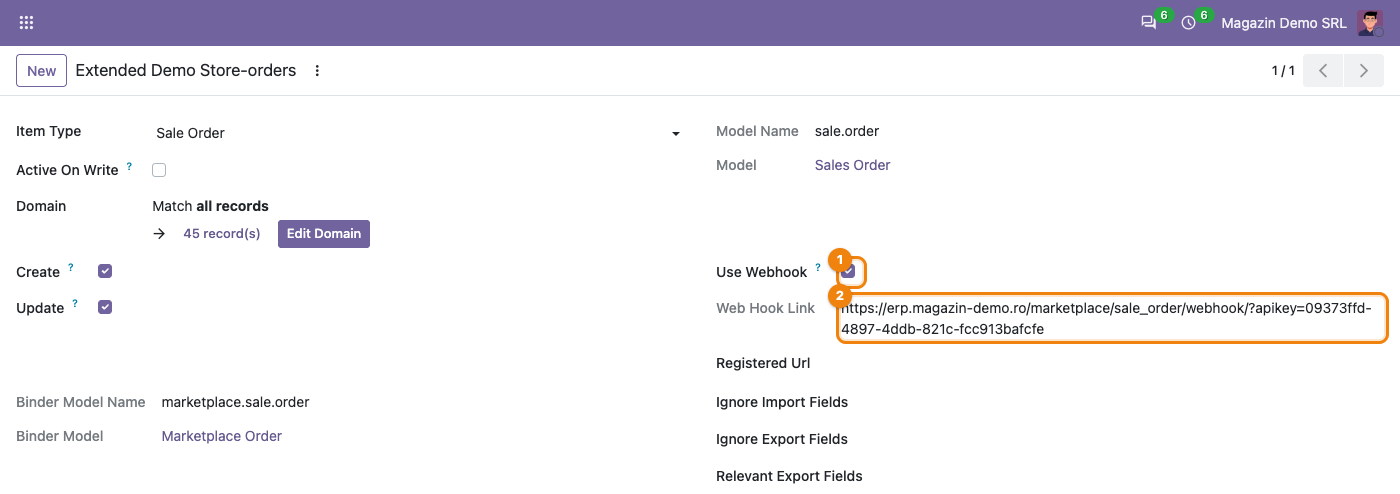 6 6 Magazin Demo SRL
New Extended Demo Store-orders 1 / 1
Item Type Sale Order Model Name sale.order
Active On Write ? Model Sales Order
Domain Match all records
45 record(s) Edit Domain
1
Create ? Use Webhook ?
2
Update ? Web Hook Link https://erp.magazin-demo.ro/marketplace/sale_order/webhook/?apikey=09373ffd-
4897-4ddb-821c-fcc913bafcfe
Registered Url
Binder Model Name marketplace.sale.order Ignore Import Fields
Binder Model Marketplace Order Ignore Export Fields
Relevant Export Fields